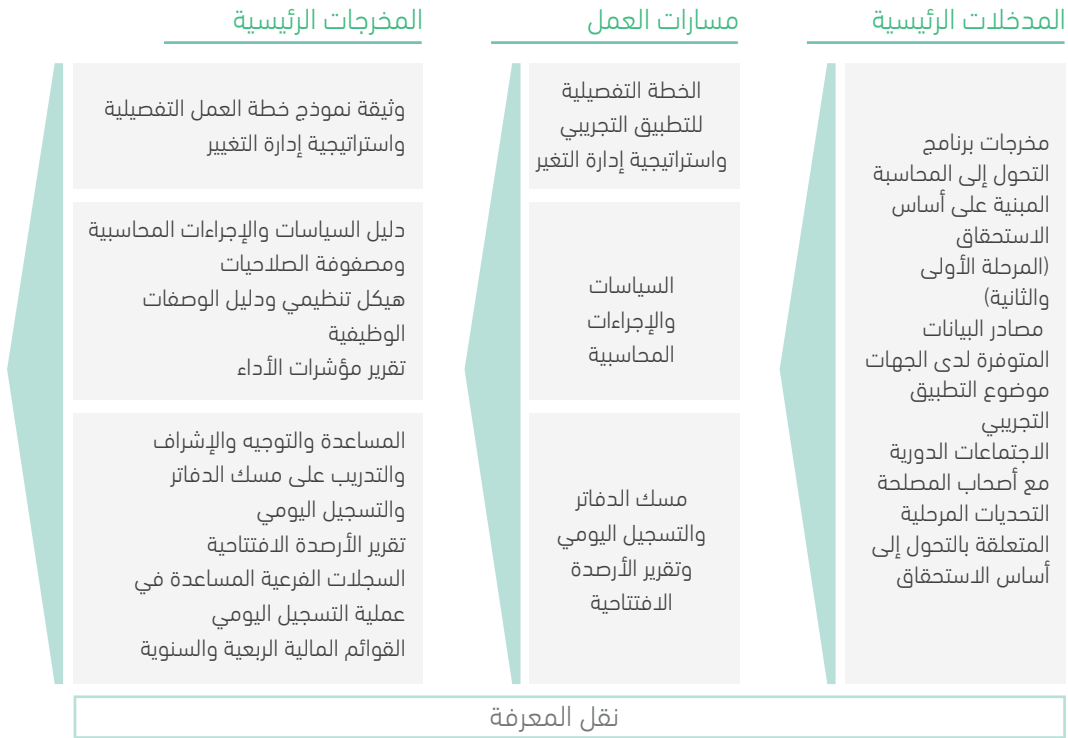 المدخلات الرئيسية
مخرجات برنامج
التحول إلى المحاسبة
المبنية على أساس
الاستحقاق
(المرحلة الأولى
والثانية)
مصادر البيانات
المتوفرة لدى الجهات
موضوع التطبيق
التجريبي
الاجتماعات الدورية
مع أصحاب المصلحة
التحديات المرحلية
المتعلقة بالتحول إلى
أساس الاستحقاق
مسارات العمل
الخطة التفصيلية
للتطبيق التجريبي
واستراتيجية إدارة التغير
السياسات
والإجراءات
المحاسبية
مسك الدفاتر
والتسجيل اليومي
وتقرير الأرصدة
الافتتاحية
المخرجات الرئيسية
وثيقة نموذج خطة العمل التفصيلية
واستراتيجية إدارة التغيير
دليل السياسات والإجراءات المحاسبية
ومصفوفة الصلاحيات
هيكل تنظيمي ودليل الوصفات
الوظيفية
تقرير مؤشرات الأداء
المساعدة والتوجيه والإشراف
والتدريب على مسك الدفاتر
والتسجيل اليومي
تقرير الأرصدة الافتتاحية
السجلات الفرعية المساعدة في
عملية التسجيل اليومي
القوائم المالية الربعية والسنوية
نقل المعرفة